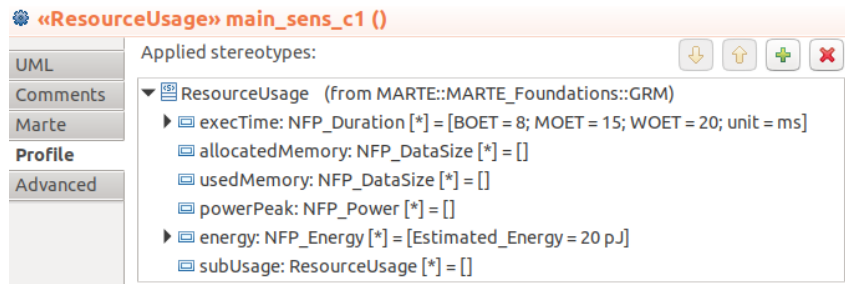 «ResourceUsage» main_sens_c1 ()
Applied stereotypes:
UML
Comments
Marte
Profile
Advanced
ResourceUsage (from MARTE::MARTE_Foundations::GRM)
execTime: NFP_Duration [*] = [BOET = 8; MOET = 15; WOET = 20; unit = ms]
allocatedMemory: NFP_DataSize [*] = []
usedMemory: NFP_DataSize [*] = []
powerPeak: NFP_Power [*] = []
energy: NFP_Energy [*] = [Estimated_Energy = 20 pJ]
subUsage: ResourceUsage [*] = []